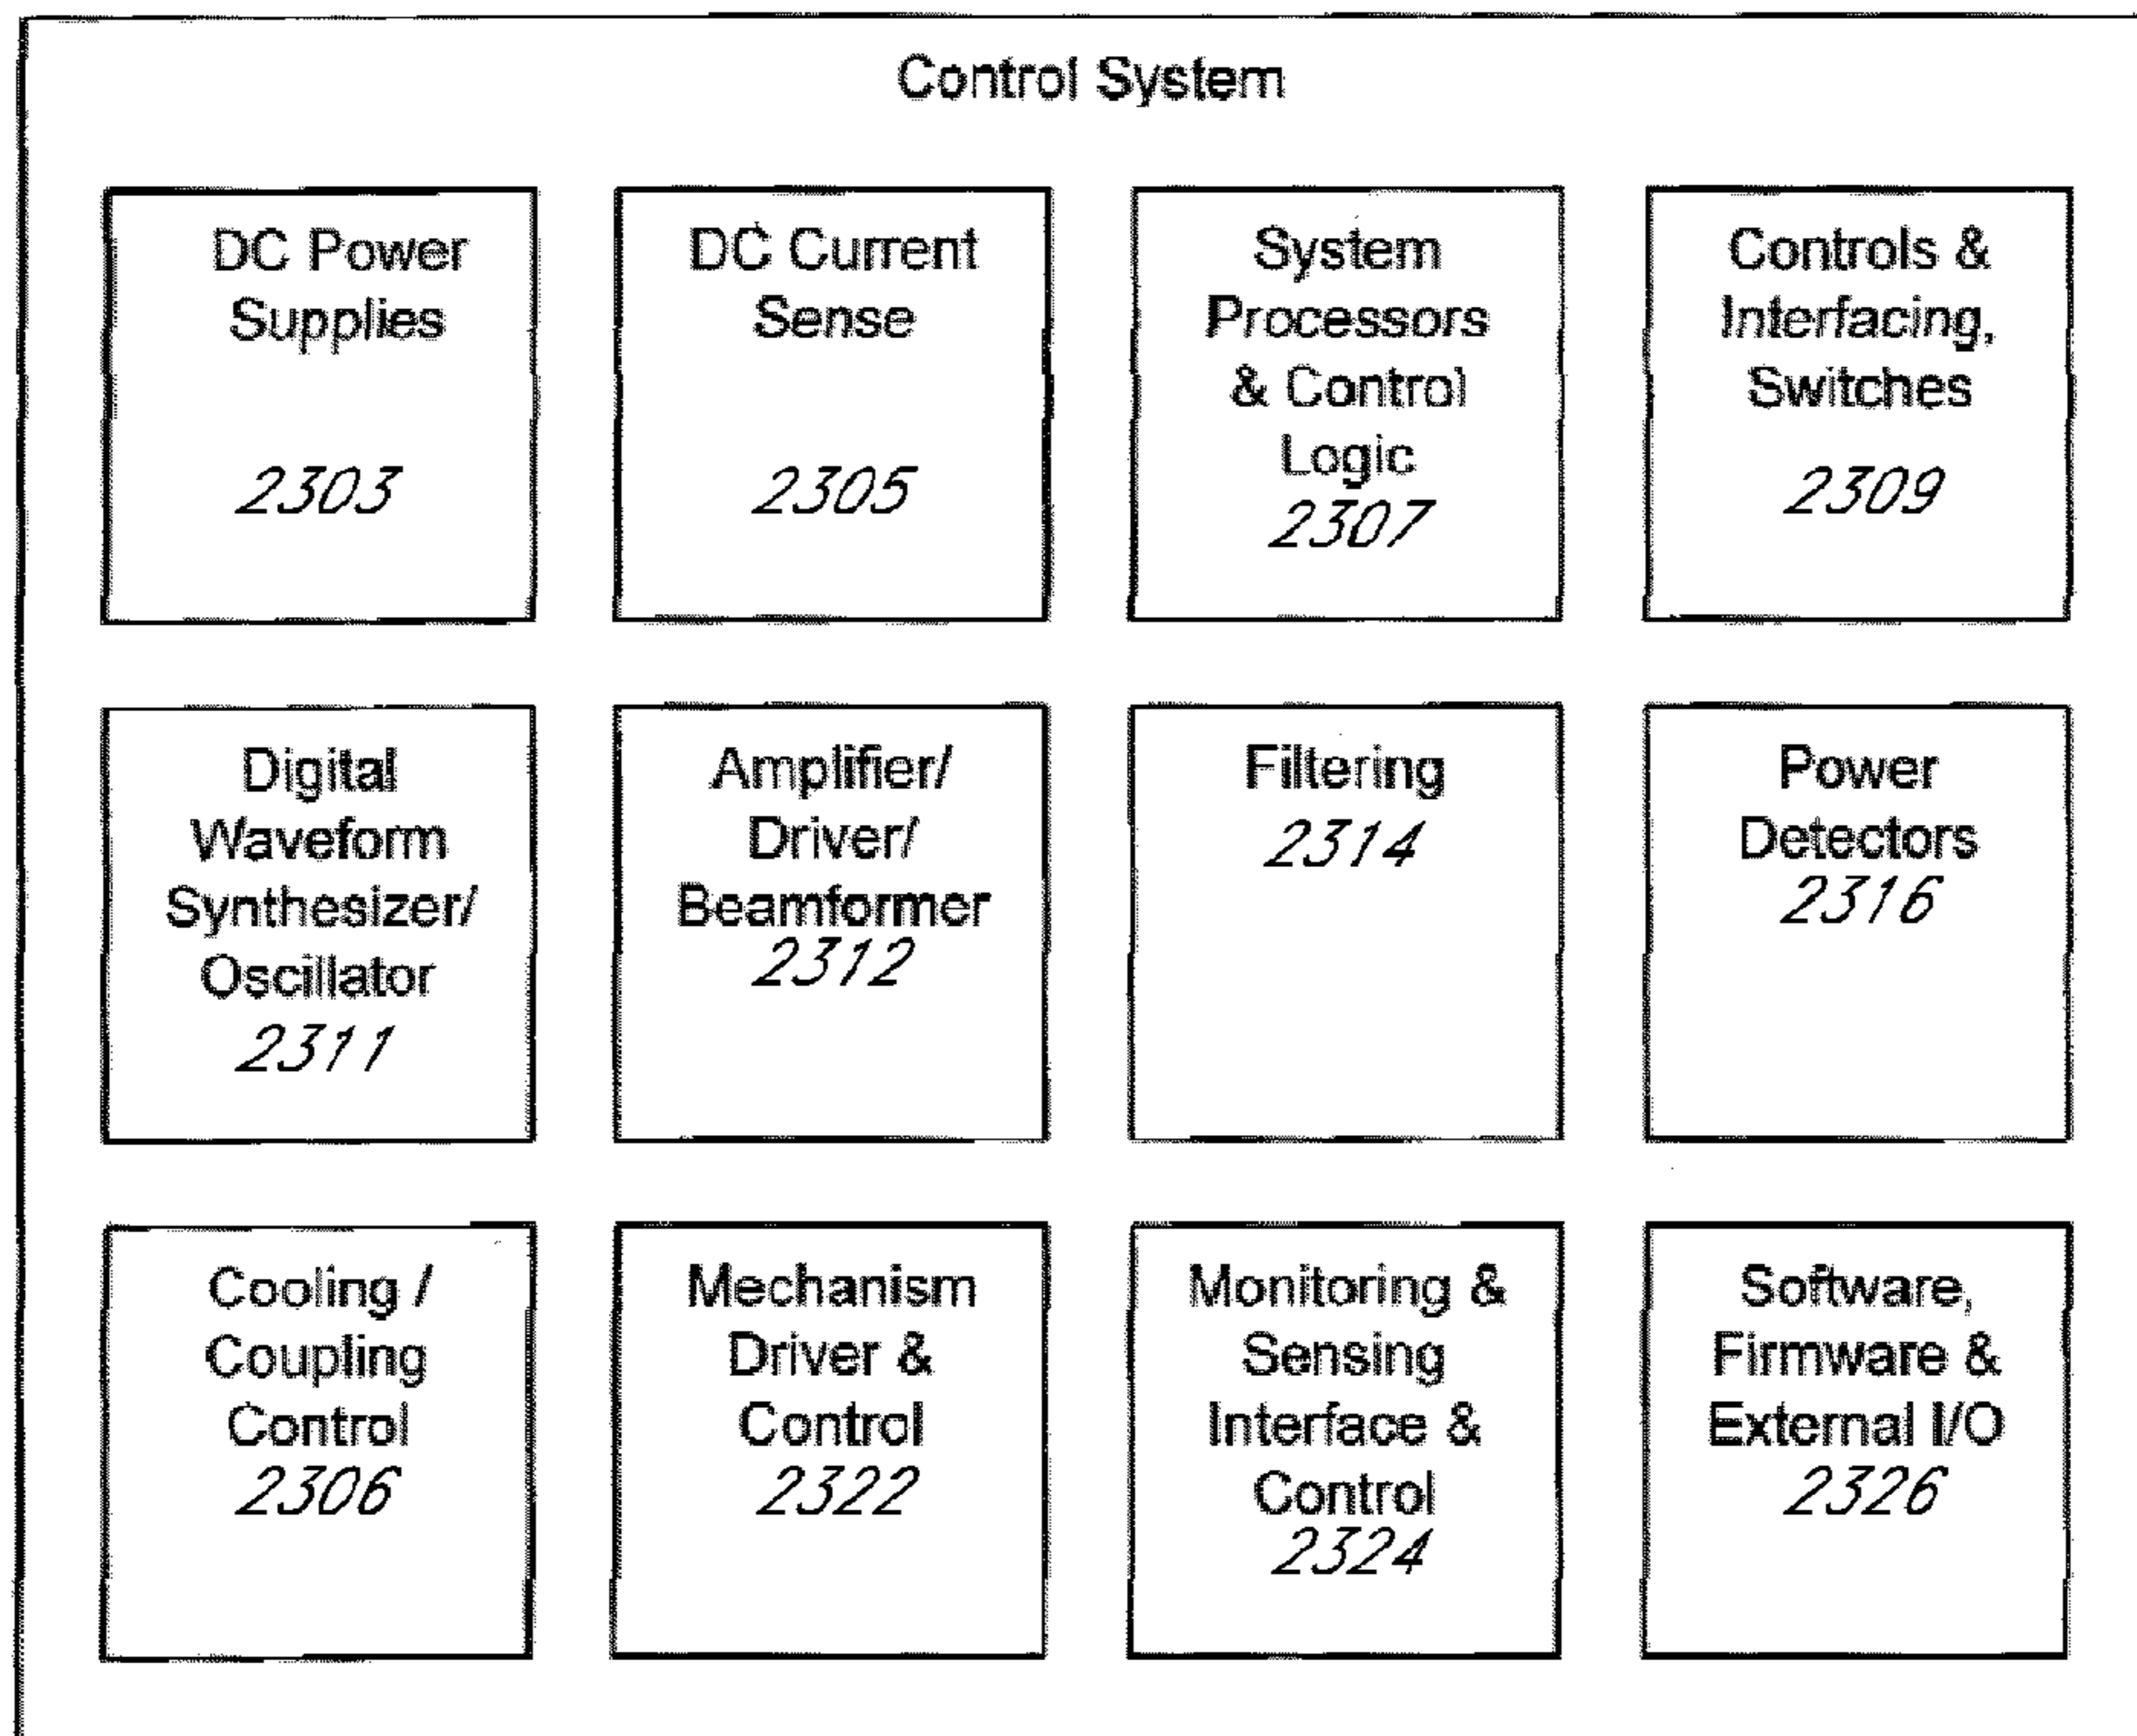 Control System
DC Power
Supplies
2303
DC Current
Sense
2305
System
Processors
& Control
Logic
2307
Controls &
Interfacing,
Switches
2309
Digital
Waveform
Synthesizer/
Oscillator
2311
Amplifier/
Driver/
Beamformer
2312
Filtering
2314
Power
Detectors
2316
Cooling /
Coupling
Control
2306
Mechanism
Driver &
Control
2322
Monitoring &
Sensing
Interface &
Control
2324
Software,
Firmware &
External I/O
2326